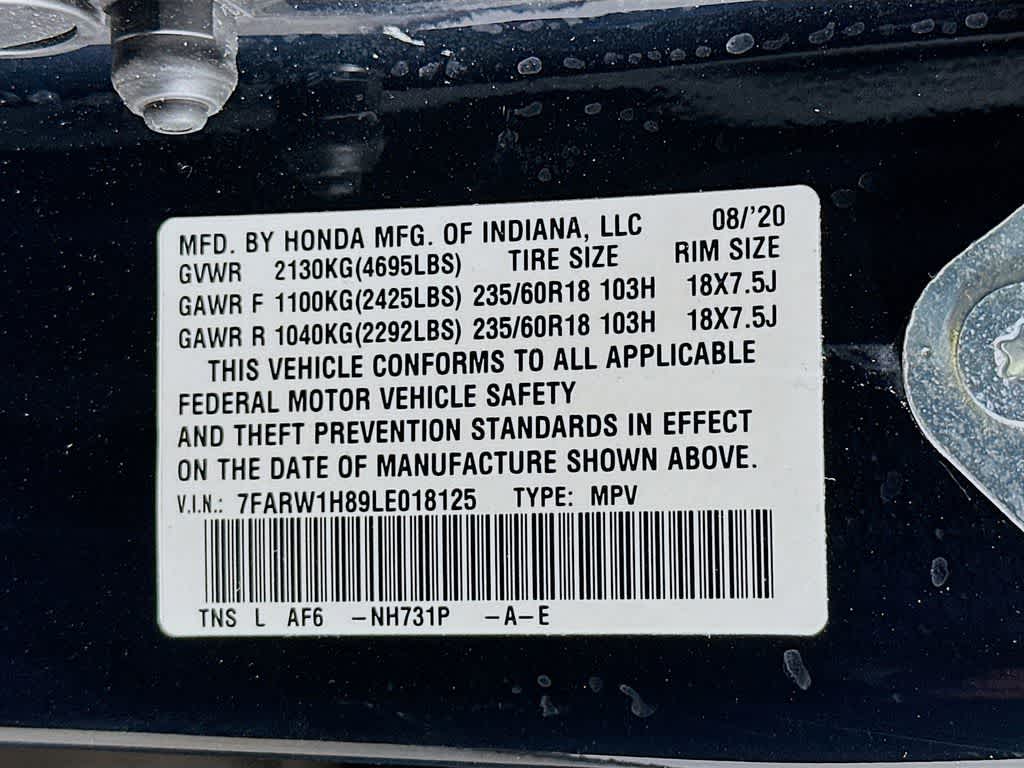 MFD. BY HONDA MFG. OF INDIANA, LLC 08/'20
GVWR 2130KG(4695LBS) TIRE SIZE RIM SIZE
GAWR F 1100KG(2425LBS) 235/60R18 103H 18X7.5J
GAWR R 1040KG(2292LBS) 235/60R18 103H 18X7.5J
THIS VEHICLE CONFORMS TO ALL APPLICABLE
FEDERAL MOTOR VEHICLE SAFETY
AND THEFT PREVENTION STANDARDS IN EFFECT
ON THE DATE OF MANUFACTURE SHOWN ABOVE.
V.I.N.: 7FARW1H89LE018125 TYPE: MPV
TNS L AF6 -NH731P -A-E